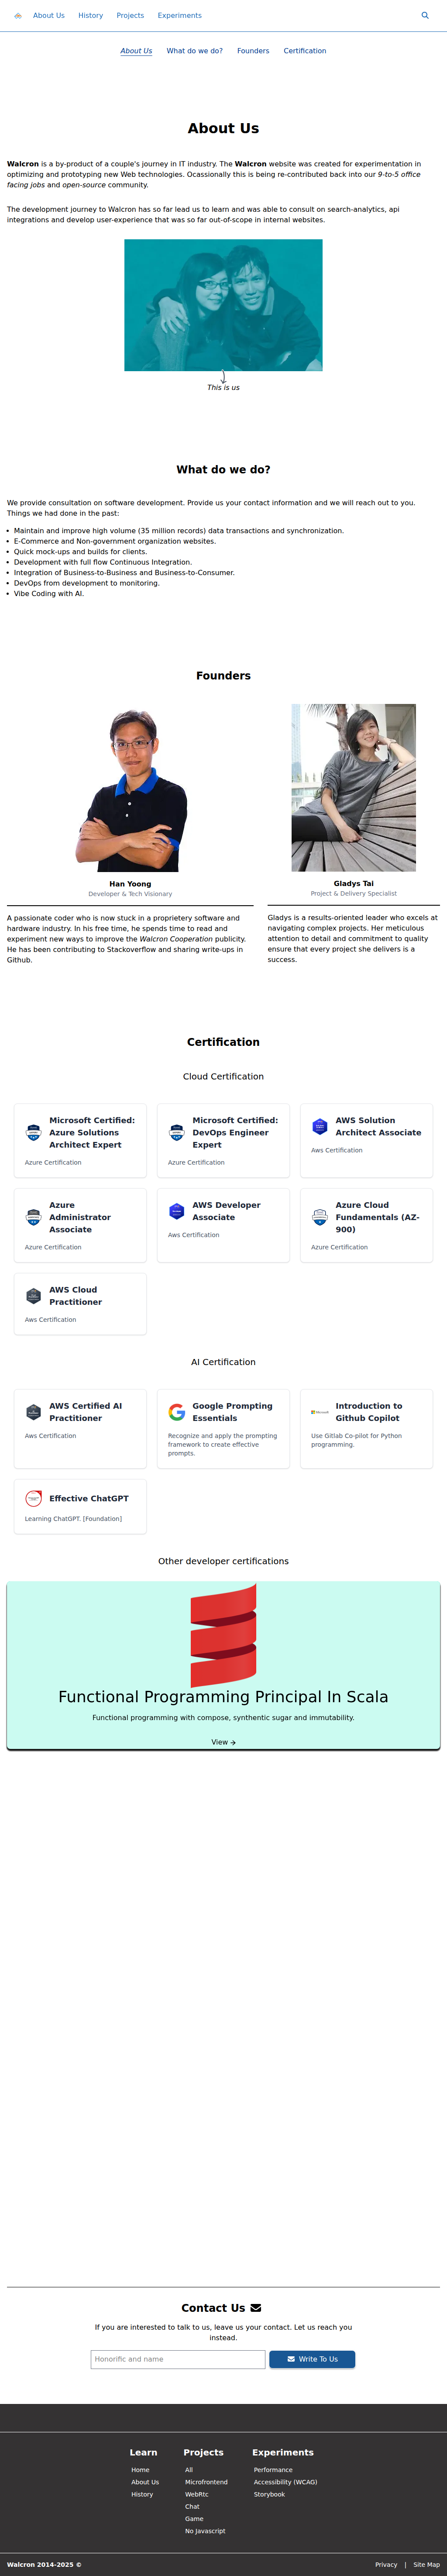 About Us History Projects Experiments
About Us What do we do? Founders Certification
About Us
Walcron is a by-product of a couple's journey in IT industry. The Walcron website was created for experimentation in
optimizing and prototyping new Web technologies. Ocassionally this is being re-contributed back into our 9-to-5 office
facing jobs and open-source community.
The development journey to Walcron has so far lead us to learn and was able to consult on search-analytics, api
integrations and develop user-experience that was so far out-of-scope in internal websites.
This is us
What do we do?
We provide consultation on software development. Provide us your contact information and we will reach out to you.
Things we had done in the past:
Maintain and improve high volume (35 million records) data transactions and synchronization.
E-Commerce and Non-government organization websites.
Quick mock-ups and builds for clients.
Development with full flow Continuous Integration.
Integration of Business-to-Business and Business-to-Consumer.
DevOps from development to monitoring.
Vibe Coding with AI.
Founders
Han Yoong
Developer & Tech Visionary
A passionate coder who is now stuck in a proprietery software and
hardware industry. In his free time, he spends time to read and
experiment new ways to improve the Walcron Cooperation publicity.
He has been contributing to Stackoverflow and sharing write-ups in
Github.
Gladys Tai
Project & Delivery Specialist
Gladys is a results-oriented leader who excels at
navigating complex projects. Her meticulous
attention to detail and commitment to quality
ensure that every project she delivers is a
success.
Certification
Cloud Certification
Microsoft Certified:
Azure Solutions
Architect Expert
Azure Certification
Microsoft Certified:
DevOps Engineer
Expert
Azure Certification
AWS Solution
Architect Associate
Aws Certification
Azure
Administrator
Associate
Azure Certification
AWS Developer
Associate
Aws Certification
Azure Cloud
Fundamentals (AZ-
900)
Azure Certification
AWS Cloud
Practitioner
Aws Certification
AI Certification
AWS Certified AI
Practitioner
Aws Certification
Google Prompting
Essentials
Recognize and apply the prompting
framework to create effective
prompts.
Microsoft
Introduction to
Github Copilot
Use Gitlab Co-pilot for Python
programming.
Effective ChatGPT
Learning ChatGPT. [Foundation]
Other developer certifications
Functional Programming Principal In Scala
Functional programming with compose, synthentic sugar and immutability.
View →
Contact Us
If you are interested to talk to us, leave us your contact. Let us reach you
instead.
Honorific and name
Write To Us
Learn
Home
About Us
History
Projects
All
Microfrontend
WebRtc
Chat
Game
No Javascript
Experiments
Performance
Accessibility (WCAG)
Storybook
Walcron 2014-2025 ©
Privacy | Site Map